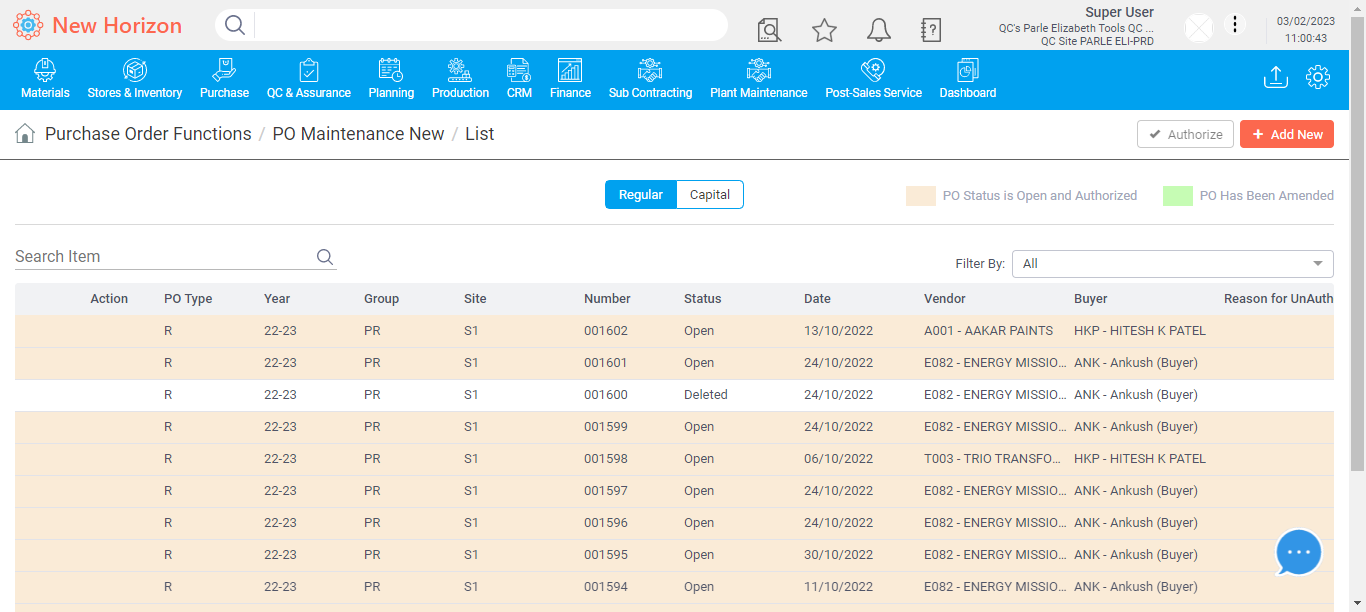 New Horizon
Super User
QC's Parle Elizabeth Tools QC ...
QC Site PARLE ELI-PRD
03/02/2023
11:00:43
Materials Stores & Inventory Purchase QC & Assurance Planning Production CRM Finance Sub Contracting Plant Maintenance Post-Sales Service Dashboard
Purchase Order Functions / PO Maintenance New / List Authorize + Add New
Regular Capital PO Status is Open and Authorized PO Has Been Amended
Search Item
Filter By: All
Action PO Type Year Group Site Number Status Date Vendor Buyer Reason for UnAuth
R 22-23 PR S1 001602 Open 13/10/2022 A001 - AAKAR PAINTS HKP - HITESH K PATEL
R 22-23 PR S1 001601 Open 24/10/2022 E082 - ENERGY MISSIO... ANK - Ankush (Buyer)
R 22-23 PR S1 001600 Deleted 24/10/2022 E082 - ENERGY MISSIO... ANK - Ankush (Buyer)
R 22-23 PR S1 001599 Open 24/10/2022 E082 - ENERGY MISSIO... ANK - Ankush (Buyer)
R 22-23 PR S1 001598 Open 06/10/2022 T003 - TRIO TRANSFO... HKP - HITESH K PATEL
R 22-23 PR S1 001597 Open 24/10/2022 E082 - ENERGY MISSIO... ANK - Ankush (Buyer)
R 22-23 PR S1 001596 Open 24/10/2022 E082 - ENERGY MISSIO... ANK - Ankush (Buyer)
R 22-23 PR S1 001595 Open 30/10/2022 E082 - ENERGY MISSIO... ANK - Ankush (Buyer)
R 22-23 PR S1 001594 Open 11/10/2022 E082 - ENERGY MISSIO... ANK - Ankush (Buyer)